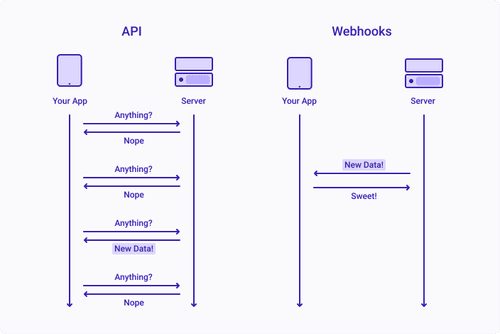 API
Webhooks
Your App
Server
Your App
Server
Anything?
Nope
Anything?
Nope
Anything?
New Data!
Anything?
Nope
New Data!
Sweet!